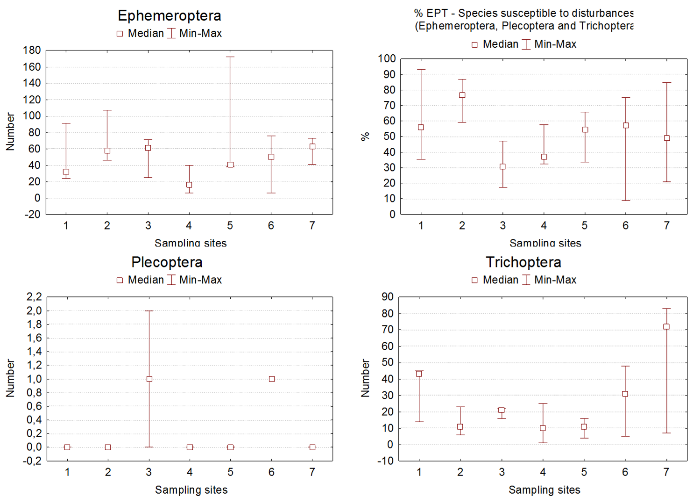 Ephemeroptera
Median Min-Max
180
160
140
120
100
80
60
40
20
0
-20
Number
1 2 3 4 5 6 7
Sampling sites
% EPT - Species susceptible to disturbances
(Ephemeroptera, Plecoptera and Trichoptera
Median Min-Max
100
90
80
70
60
50
40
30
20
10
0
%
1 2 3 4 5 6 7
Sampling sites
Plecoptera
Median Min-Max
2,2
2,0
1,8
1,6
1,4
1,2
1,0
0,8
0,6
0,4
0,2
0,0
-0,2
Number
1 2 3 4 5 6 7
Sampling sites
Trichoptera
Median Min-Max
90
80
70
60
50
40
30
20
10
0
-10
Number
1 2 3 4 5 6 7
Sampling sites